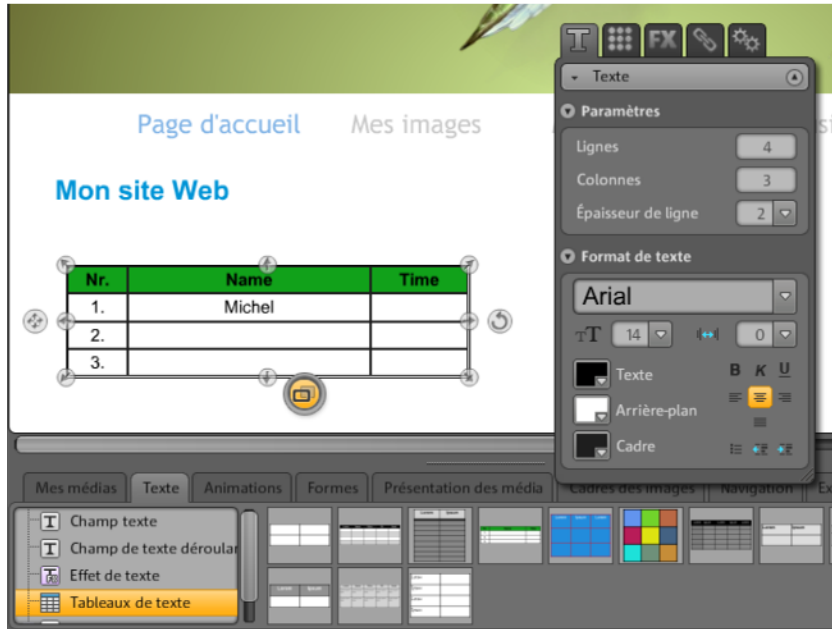 T FX
Texte
Paramètres
Lignes 4
Colonnes 3
Épaisseur de ligne 2
Format de texte
Arial
TT 14 0
Texte B K U
Arrière-plan
Cadre
Page d'accueil Mes images
Mon site Web
Nr. Name Time
1. Michel
2.
3.
Mes médias Texte Animations Formes Présentation des média Cadres des images Navigation Ex
T Champ texte
T Champ de texte déroular
Effet de texte
Tableaux de texte